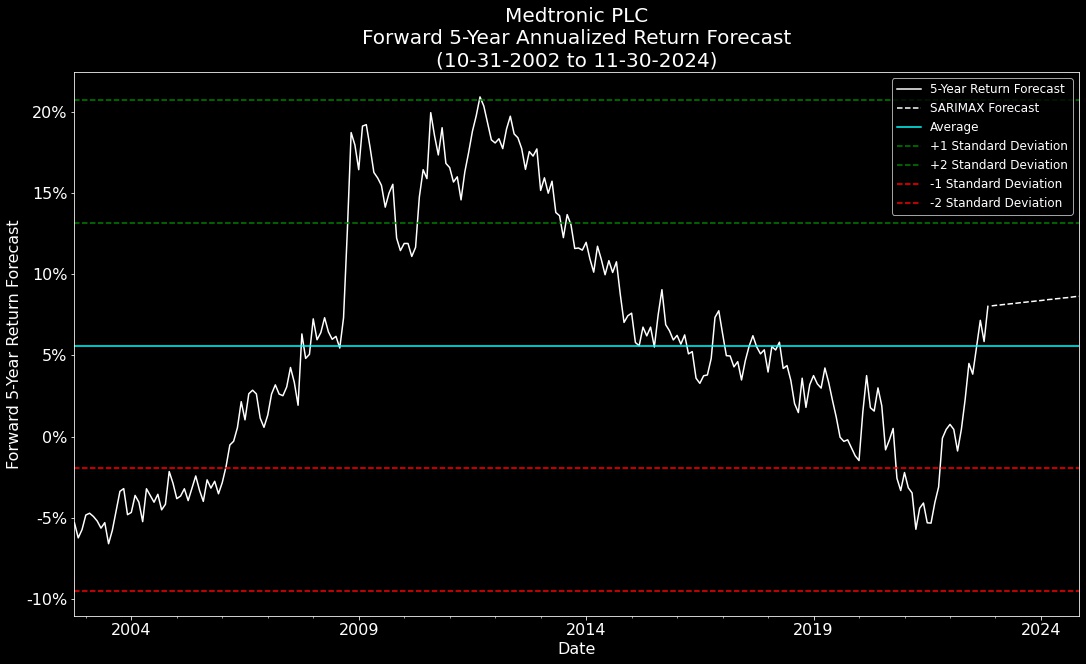 Medtronic PLC
Forward 5-Year Annualized Return Forecast
(10-31-2002 to 11-30-2024)
5-Year Return Forecast
SARIMAX Forecast
Average
+1 Standard Deviation
+2 Standard Deviation
-1 Standard Deviation
-2 Standard Deviation
Forward 5-Year Return Forecast
20%
15%
10%
5%
0%
-5%
-10%
2004
2009
2014
2019
2024
Date